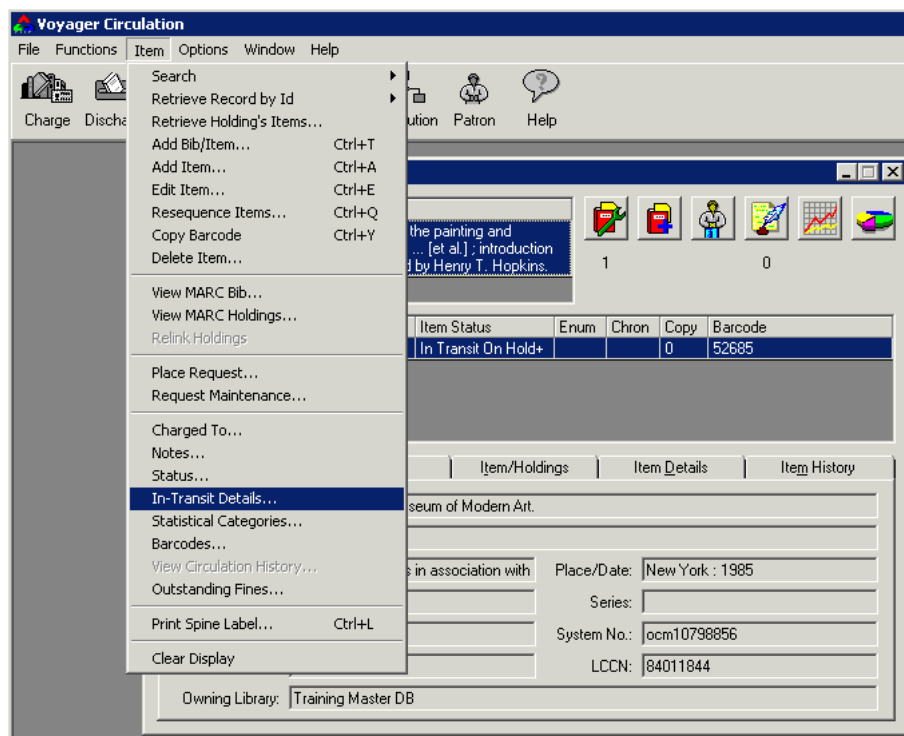 Voyager Circulation
File Functions Item Options Window Help
Charge Discha ution Patron Help
Search
Retrieve Record by Id
Retrieve Holding's Items...
Add Bib/Item... Ctrl+T
Add Item... Ctrl+A
Edit Item... Ctrl+E
Resequence Items... Ctrl+Q
Copy Barcode Ctrl+Y
Delete Item...
View MARC Bib...
View MARC Holdings...
Relink Holdings
Place Request...
Request Maintenance...
Charged To...
Notes...
Status...
In-Transit Details...
Statistical Categories...
Barcodes...
View Circulation History...
Outstanding Fines...
Print Spine Label... Ctrl+L
Clear Display
the painting and
... [et al.] ; introduction
d by Henry T. Hopkins.
1 0
Item Status Enum Chron Copy Barcode
In Transit On Hold+ 0 52685
Item/Holdings Item Details Item History
seum of Modern Art.
s in association with Place/Date: New York : 1985
Series:
System No.: ocm10798856
LCCN: 84011844
Owning Library: Training Master DB